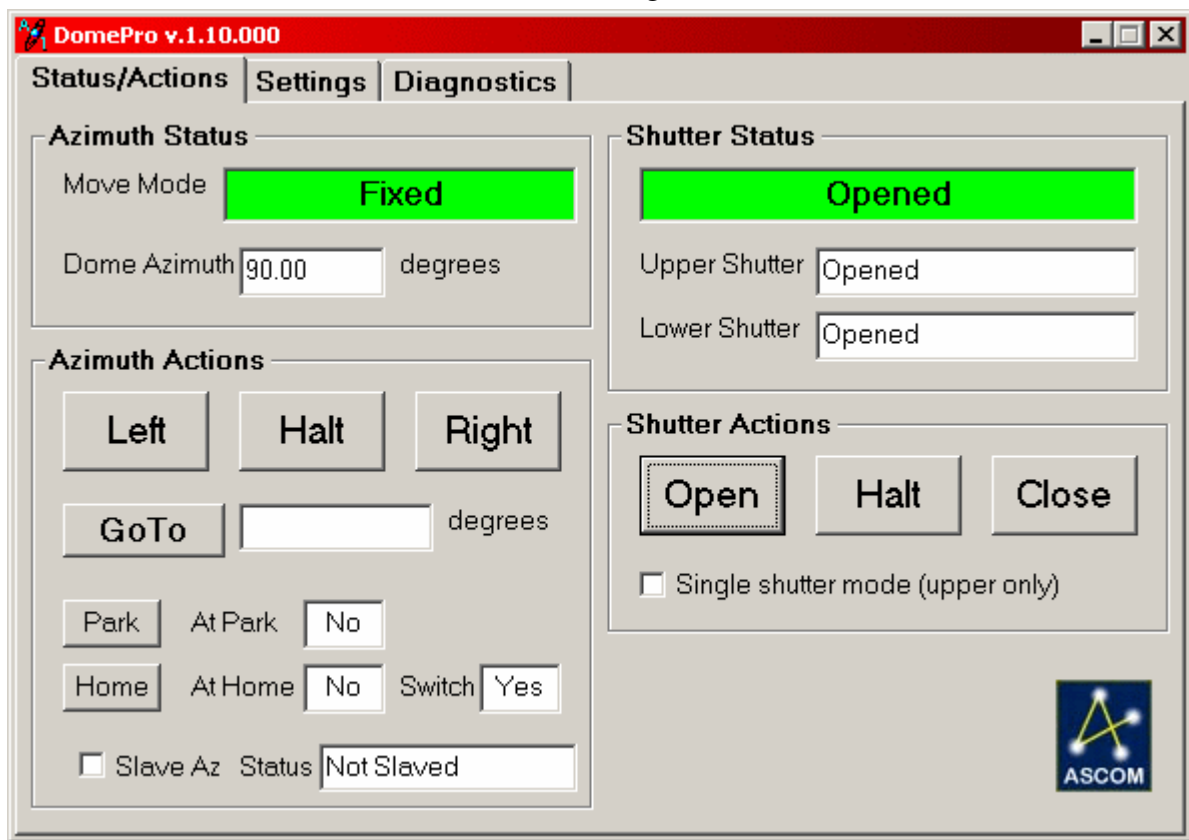 DomePro v.1.10.000
Status/Actions Settings Diagnostics
Azimuth Status
Move Mode Fixed
Dome Azimuth 90.00 degrees
Azimuth Actions
Left Halt Right
GoTo degrees
Park At Park No
Home At Home No Switch Yes
Slave Az Status Not Slaved
Shutter Status
Opened
Upper Shutter Opened
Lower Shutter Opened
Shutter Actions
Open Halt Close
Single shutter mode (upper only)
ASCOM